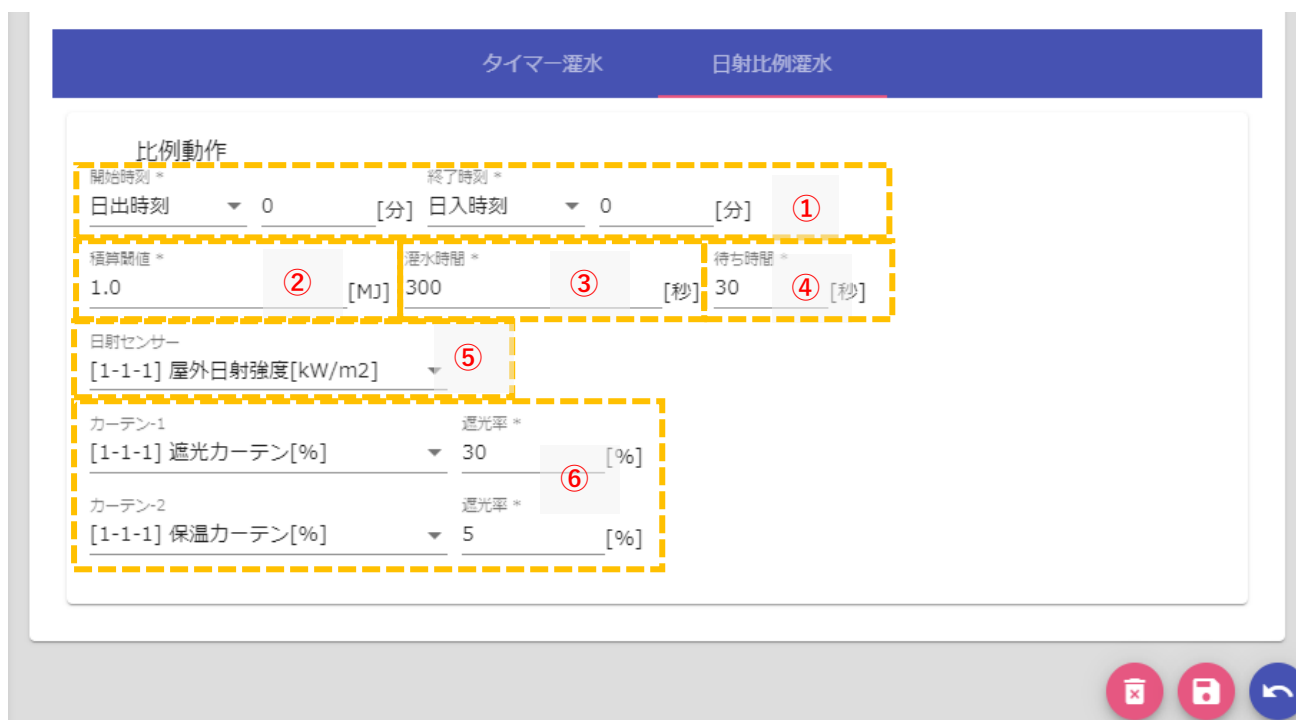 タイマー灌水 日射比例灌水
比例動作
開始時刻 * 終了時刻 *
日出時刻 0 [分] 日入時刻 0 [分] ①
積算閾値 * 灌水時間 * 待ち時間 *
1.0 ② [MJ] 300 ③ [秒] 30 ④ [秒]
日射センサー
[1-1-1] 屋外日射強度[kW/m2] ⑤
カーテン-1 遮光率 *
[1-1-1] 遮光カーテン[%] 30 [%]
⑥
カーテン-2 遮光率 *
[1-1-1] 保温カーテン[%] 5 [%]